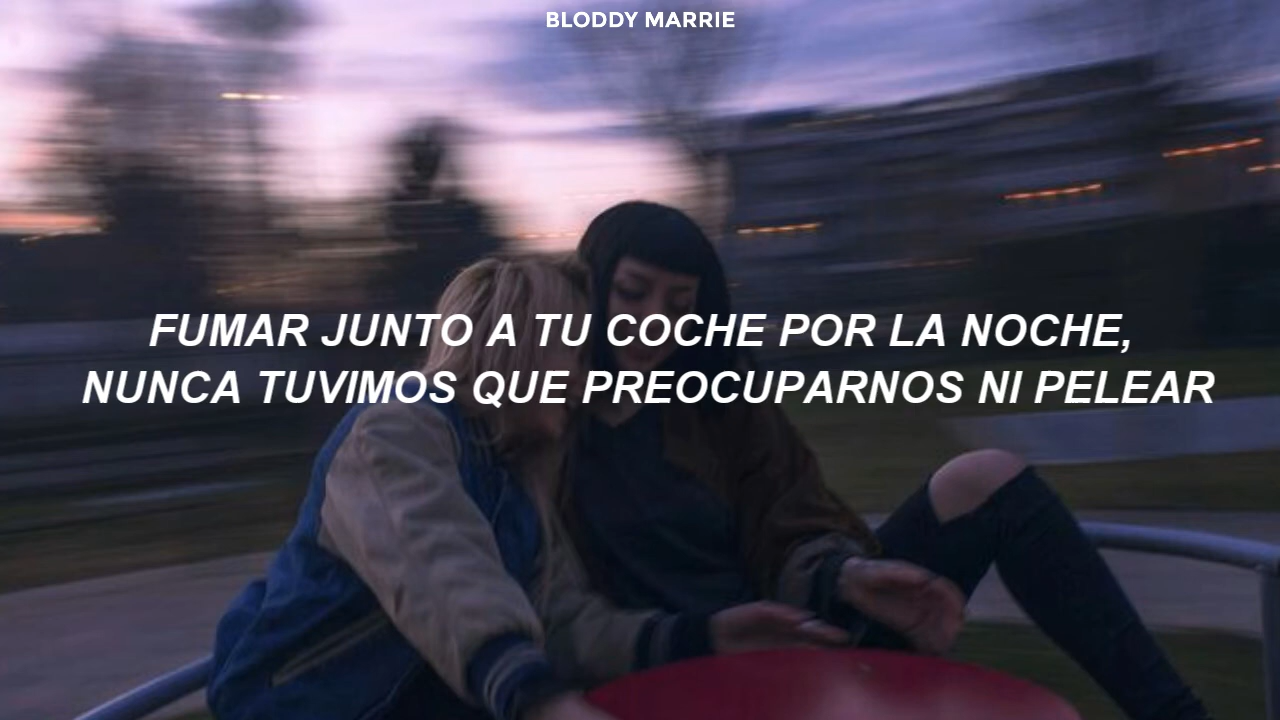 BLODDY MARRIE
FUMAR JUNTO A TU COCHE POR LA NOCHE,
NUNCA TUVIMOS QUE PREOCUPARNOS NI PELEAR